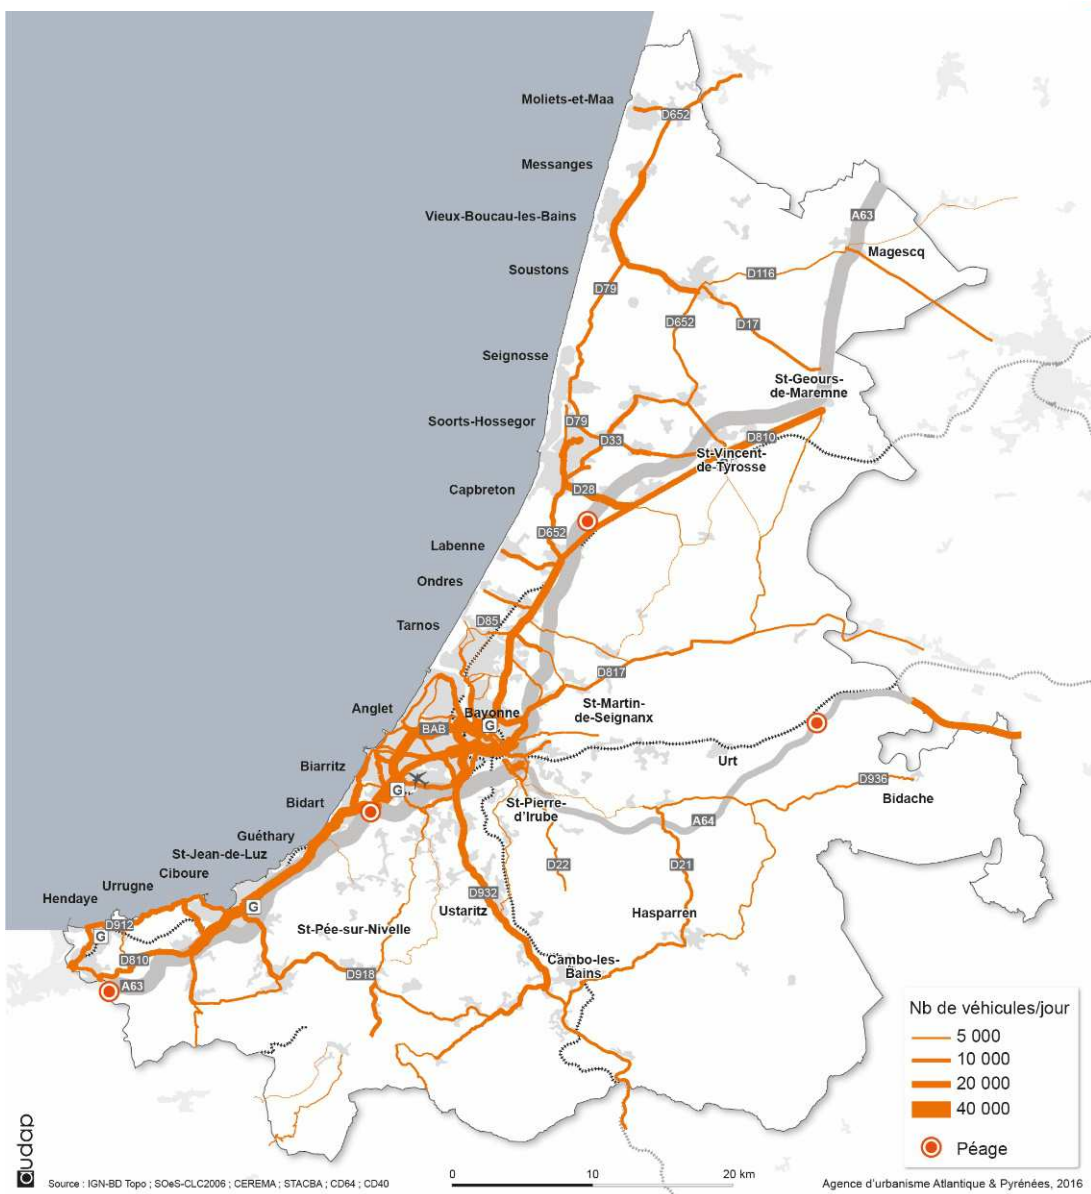 Moliets-et-Maa
D652
Messanges
Vieux-Boucau-les-Bains
A63
Magescq
Soustons
D116
D79
D652
D17
Seignosse
St-Geours-
de-Maremne
Soorts-Hossegor
D79
D33
D810
St-Vincent-
de-Tyrosse
Capbreton
D28
D652
Labenne
Ondres
Tarnos
D85
D817
St-Martin-
de-Seignanx
Anglet
Bayonne
BAB
G
Urt
Biarritz
G
D936
Bidache
Bidart
St-Pierre-
d'Irube
A64
Guéthary
St-Jean-de-Luz
Ciboure
D22
D21
Urrugne
Hendaye
G
D932
Ustaritz
Hasparren
D912
G
St-Pée-sur-Nivelle
D810
Cambo-les-
Bains
D918
A63
Nb de véhicules/jour
5 000
10 000
20 000
40 000
Péage
audap
0 10 20 km
Source : IGN-BD Topo ; SOeS-CLC2006 ; CEREMA ; STACBA ; CD64 ; CD40
Agence d'urbanisme Atlantique & Pyrénées, 2016